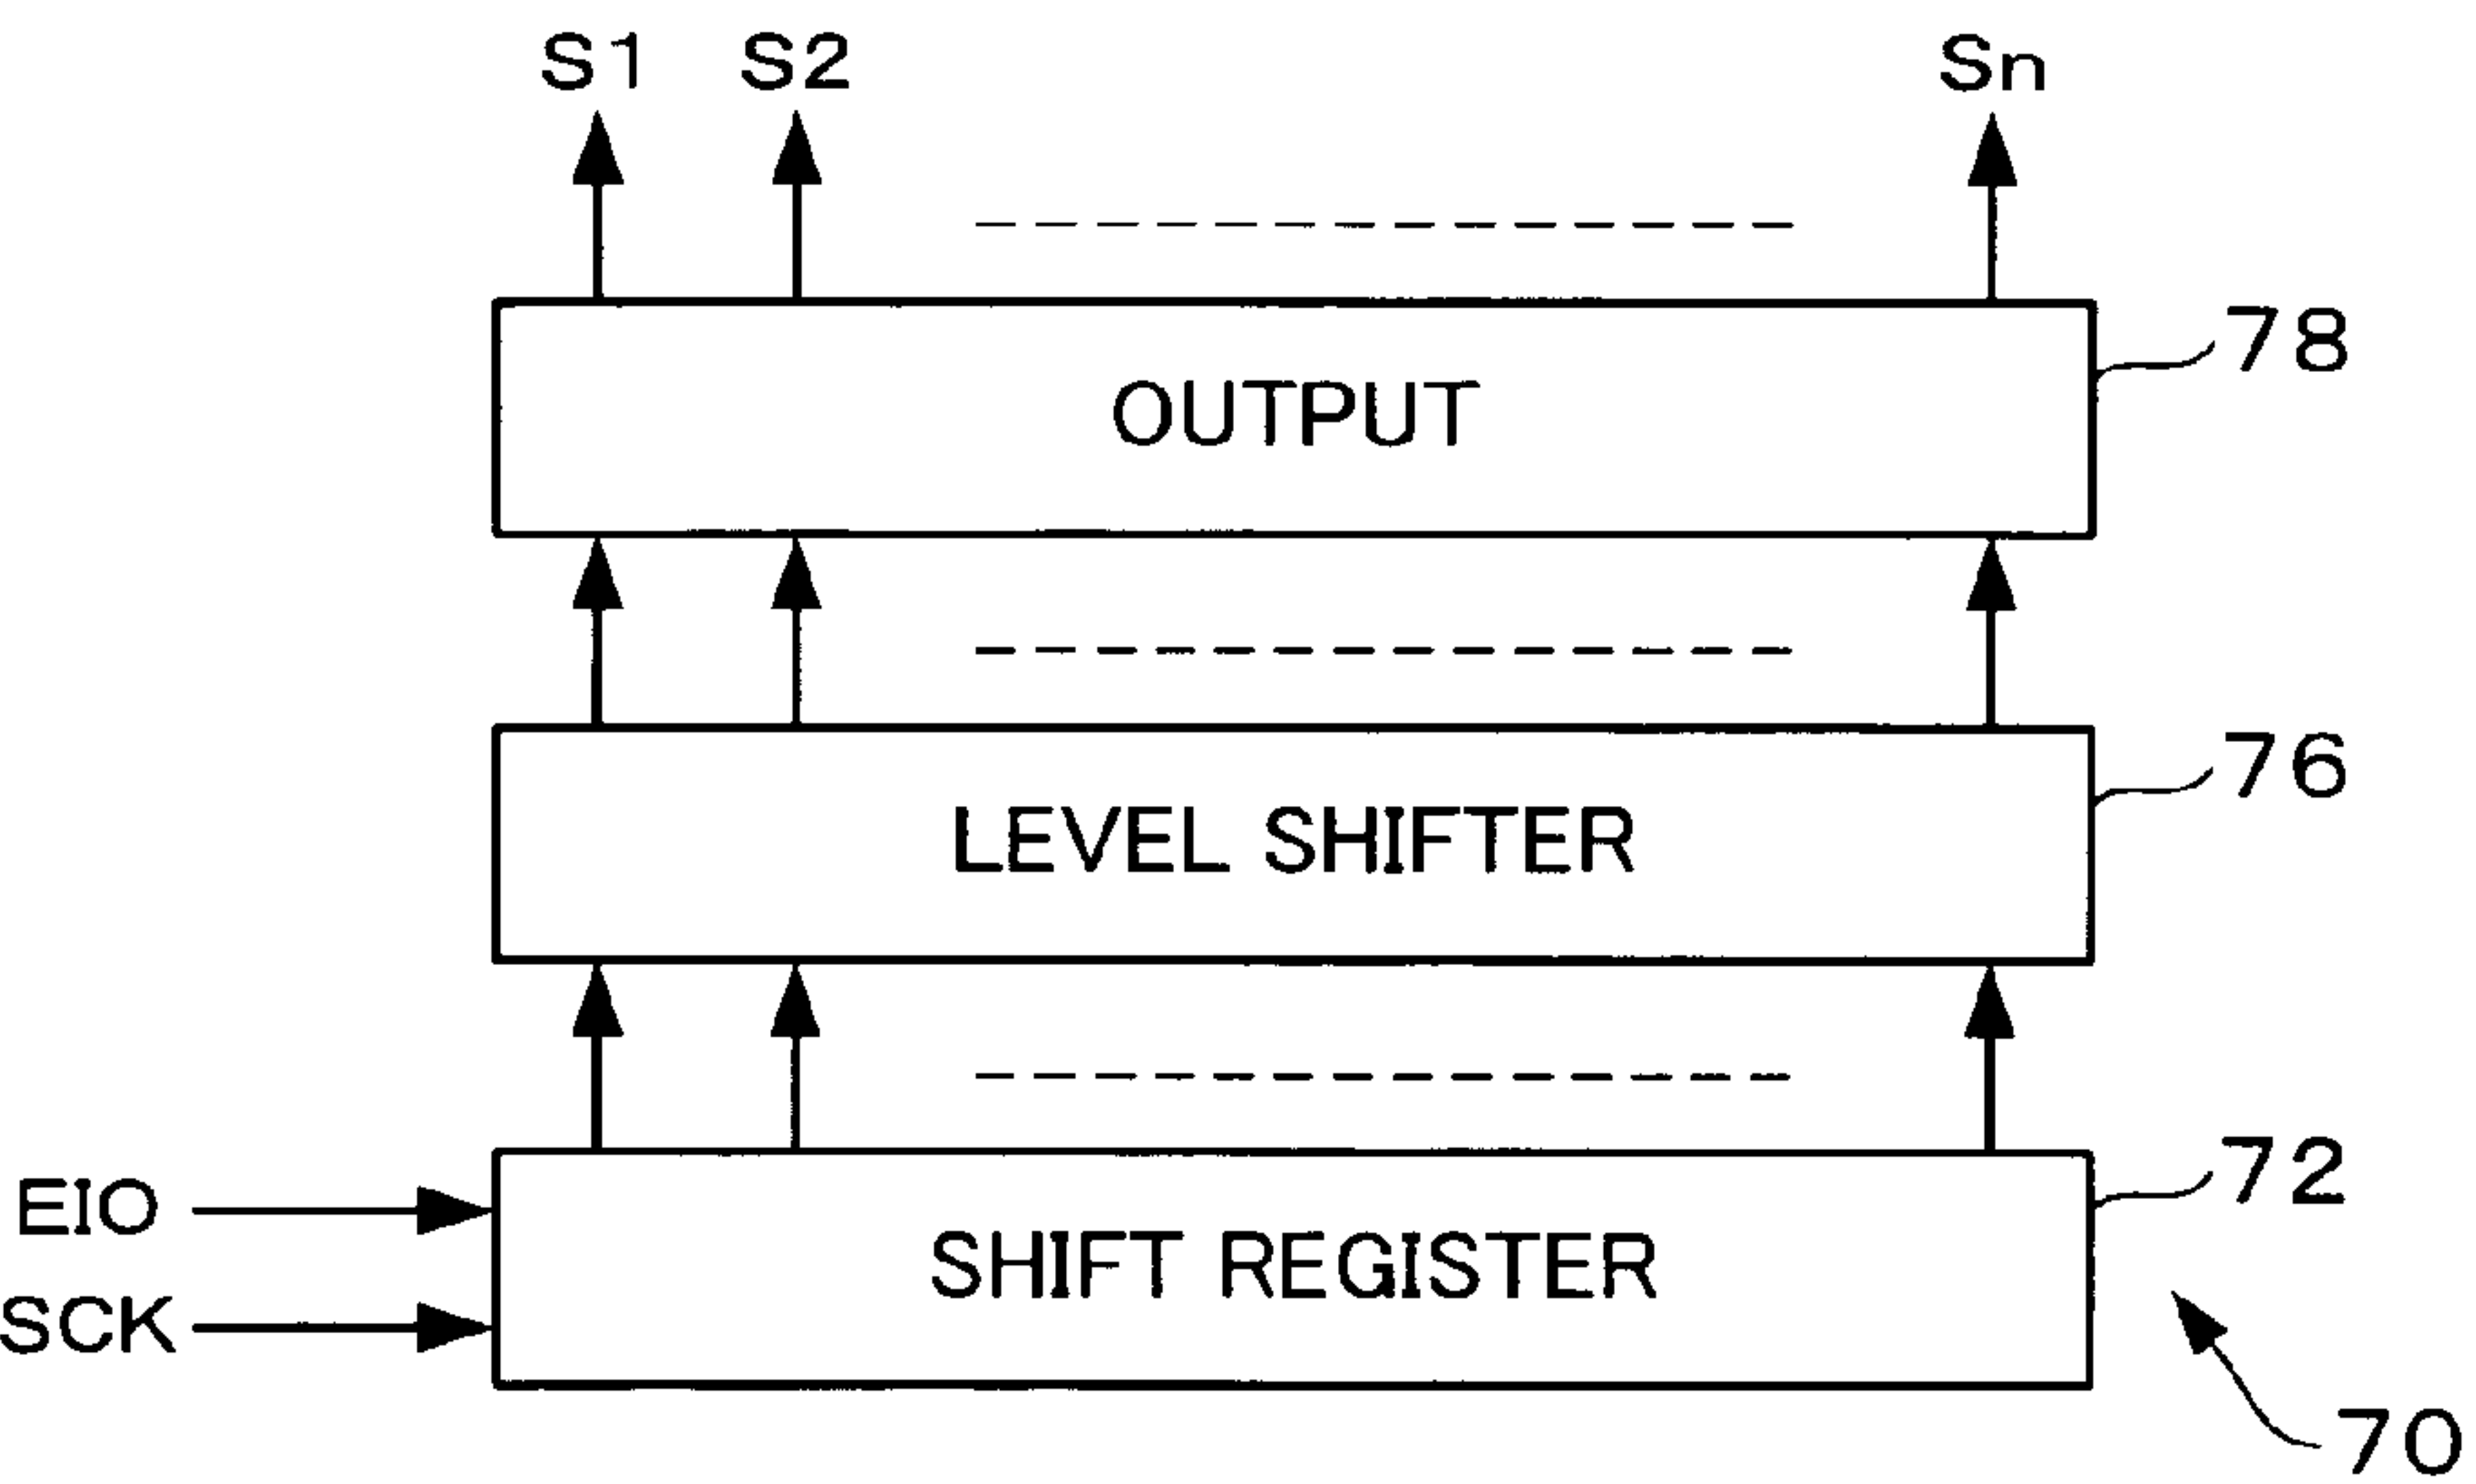 S1 S2 Sn
OUTPUT 78
LEVEL SHIFTER 76
EIO
SHIFT REGISTER 72
SCK
70